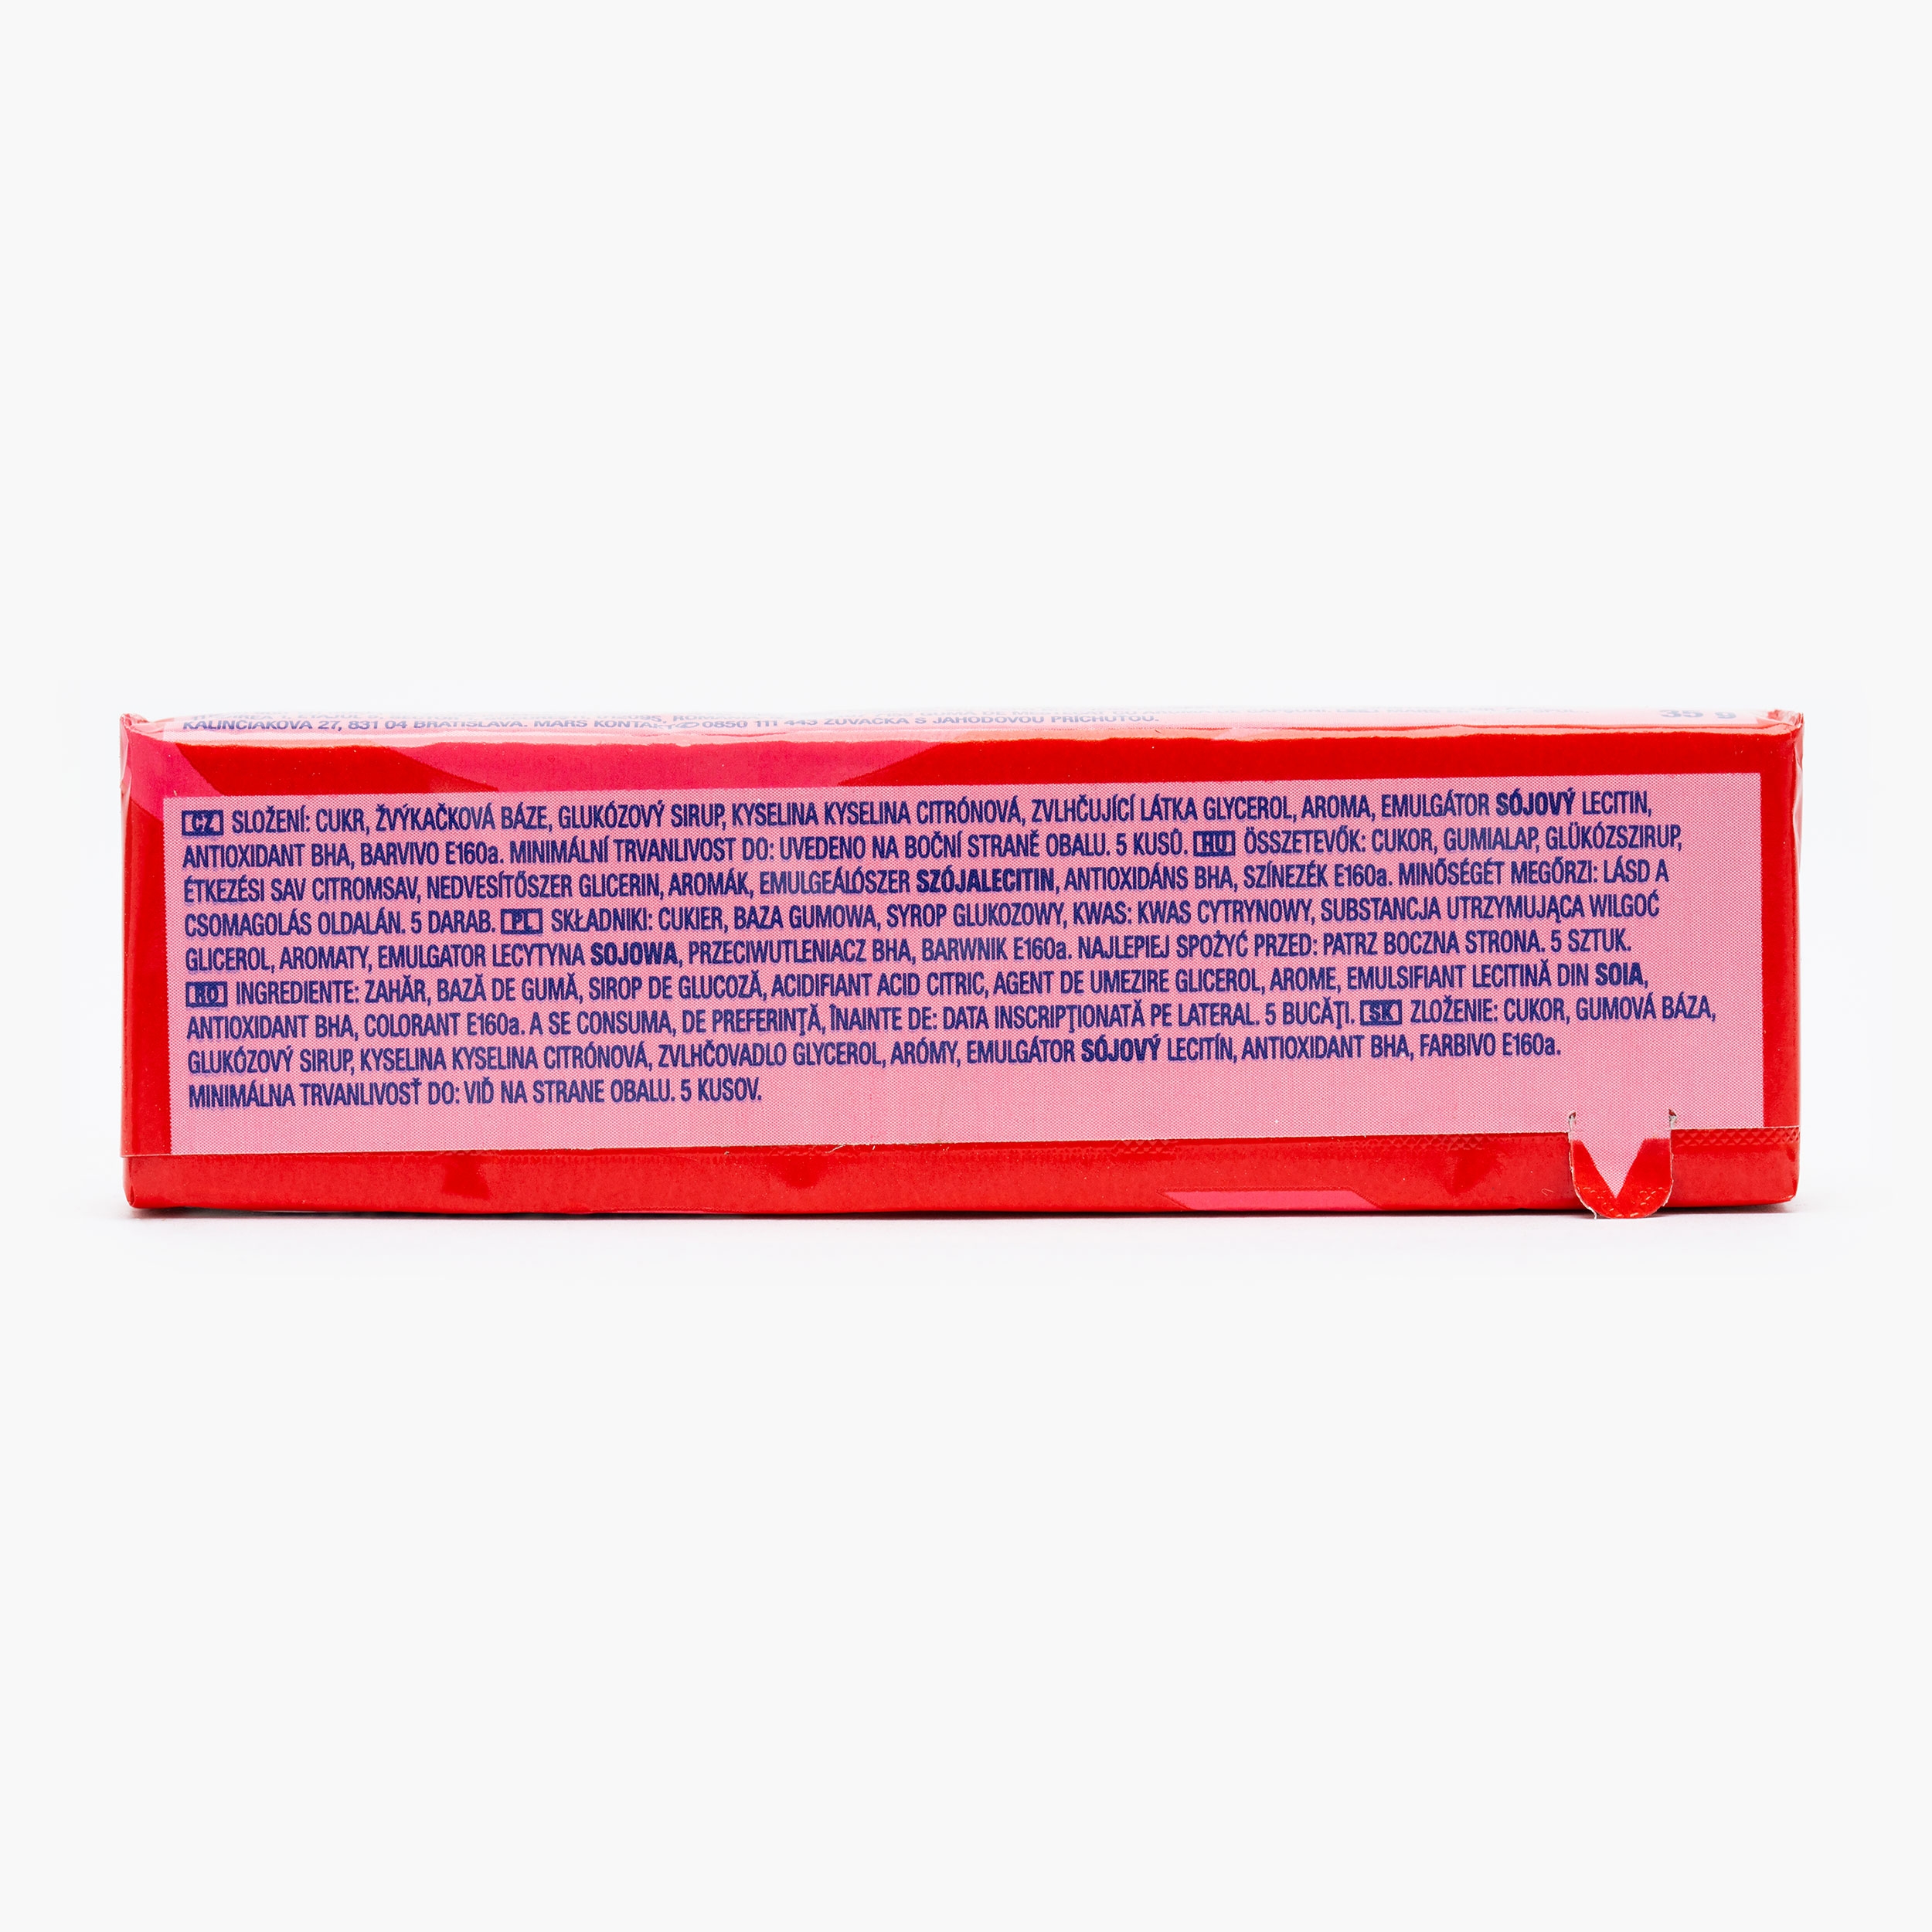 KALINČIAKOVA 27, 831 04 BRATISLAVA. MARS 0850 111 443 ŽUVAČKA S JAHODOVOU PRÍCHUŤOU.
35 g
CZ SLOŽENÍ: CUKR, ŽVÝKAČKOVÁ BÁZE, GLUKÓZOVÝ SIRUP, KYSELINA KYSELINA CITRÓNOVÁ, ZVLHČUJÍCÍ LÁTKA GLYCEROL, AROMA, EMULGÁTOR SÓJOVÝ LECITIN,
ANTIOXIDANT BHA, BARVIVO E160a. MINIMÁLNÍ TRVANLIVOST DO: UVEDENO NA BOČNÍ STRANĚ OBALU. 5 KUSŮ. HU ÖSSZETEVŐK: CUKOR, GUMIALAP, GLÜKÓZSZIRUP,
ÉTKEZÉSI SAV CITROMSAV, NEDVESÍTŐSZER GLICERIN, AROMÁK, EMULGEÁLÓSZER SZÓJALECITIN, ANTIOXIDÁNS BHA, SZÍNEZÉK E160a. MINŐSÉGÉT MEGŐRZI: LÁSD A
CSOMAGOLÁS OLDALÁN. 5 DARAB. PL SKŁADNIKI: CUKIER, BAZA GUMOWA, SYROP GLUKOZOWY, KWAS: KWAS CYTRYNOWY, SUBSTANCJA UTRZYMUJĄCA WILGOĆ
GLICEROL, AROMATY, EMULGATOR LECYTYNA SOJOWA, PRZECIWUTLENIACZ BHA, BARWNIK E160a. NAJLEPIEJ SPOŻYĆ PRZED: PATRZ BOCZNA STRONA. 5 SZTUK.
RO INGREDIENTE: ZAHĂR, BAZĂ DE GUMĂ, SIROP DE GLUCOZĂ, ACIDIFIANT ACID CITRIC, AGENT DE UMEZIRE GLICEROL, AROME, EMULSIFIANT LECITINĂ DIN SOIA,
ANTIOXIDANT BHA, COLORANT E160a. A SE CONSUMA, DE PREFERINŢĂ, ÎNAINTE DE: DATA INSCRIPŢIONATĂ PE LATERAL. 5 BUCĂŢI. SK ZLOŽENIE: CUKOR, GUMOVÁ BÁZA,
GLUKÓZOVÝ SIRUP, KYSELINA KYSELINA CITRÓNOVÁ, ZVLHČOVADLO GLYCEROL, ARÓMY, EMULGÁTOR SÓJOVÝ LECITÍN, ANTIOXIDANT BHA, FARBIVO E160a.
MINIMÁLNA TRVANLIVOSŤ DO: VIĎ NA STRANE OBALU. 5 KUSOV.